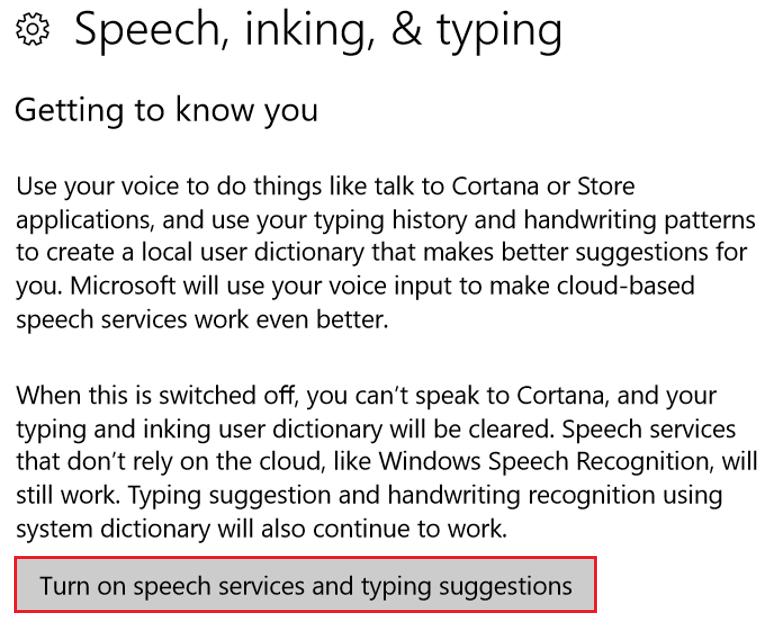 Speech, inking, & typing
Getting to know you
Use your voice to do things like talk to Cortana or Store
applications, and use your typing history and handwriting patterns
to create a local user dictionary that makes better suggestions for
you. Microsoft will use your voice input to make cloud-based
speech services work even better.
When this is switched off, you can’t speak to Cortana, and your
typing and inking user dictionary will be cleared. Speech services
that don’t rely on the cloud, like Windows Speech Recognition, will
still work. Typing suggestion and handwriting recognition using
system dictionary will also continue to work.
Turn on speech services and typing suggestions